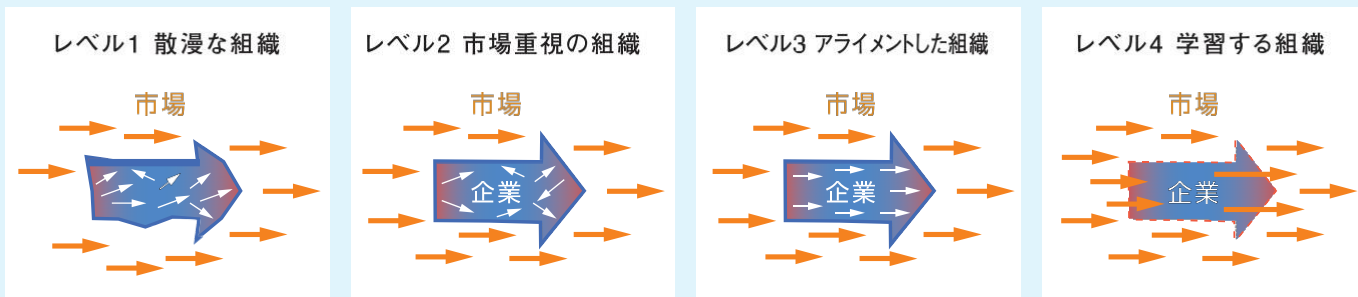 レベル1 散漫な組織
市場
レベル2 市場重視の組織
市場
企業
レベル3 アライメントした組織
市場
企業
レベル4 学習する組織
市場
企業